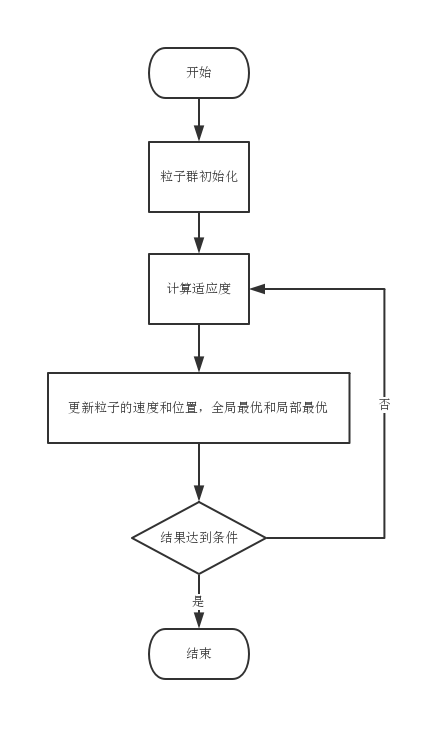 开始
粒子群初始化
计算适应度
更新粒子的速度和位置，全局最优和局部最优
否
结果达到条件
是
结束